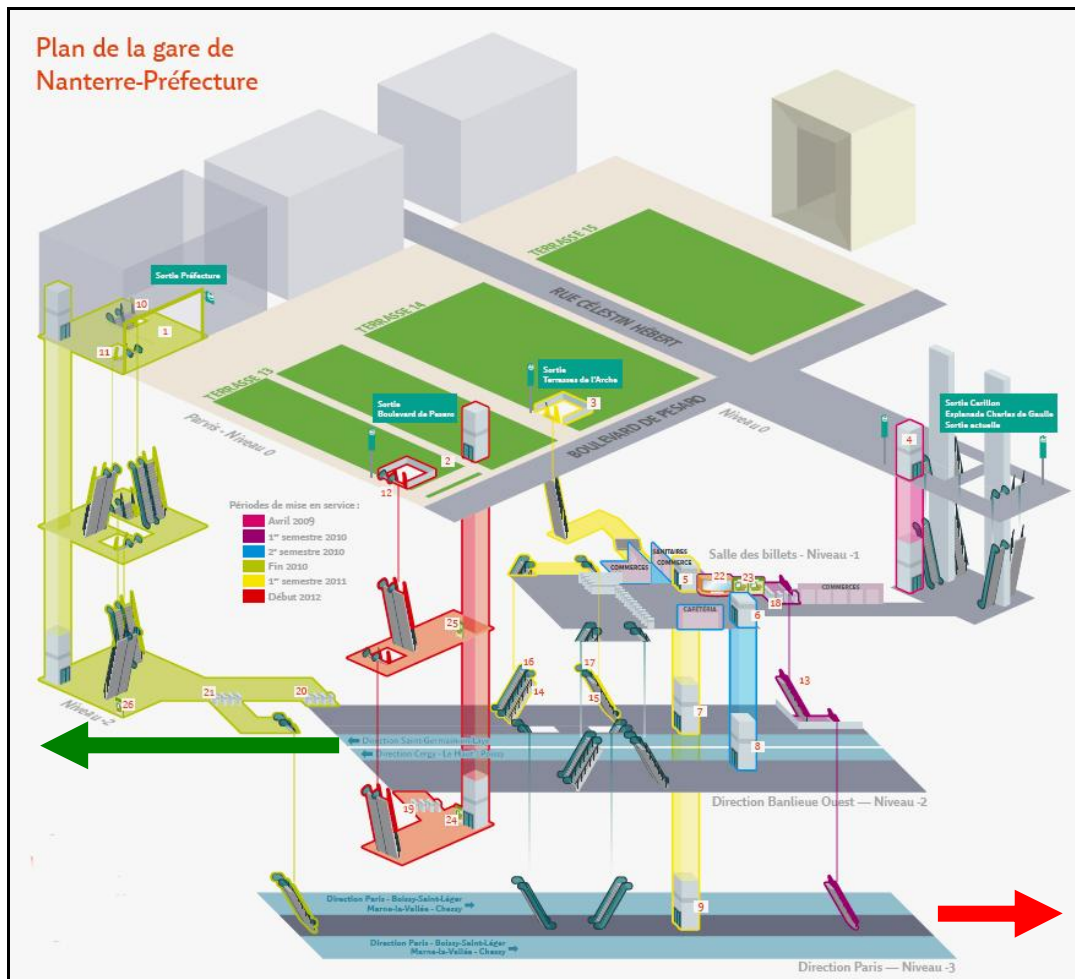 Plan de la gare de
Nanterre-Préfecture
TERRASSE 15
Sortie Préfecture
10
1
11
RUE CÉLESTIN HÉBERT
TERRASSE 14
Sortie
Terrasses de l'Arche
3
TERRASSE 13
Sortie
Boulevard de Pesaro
BOULEVARD DE PESARO
Niveau 0
Sortie Carillon
Esplanade Charles de Gaulle
Sortie actuelle
4
Parvis - Niveau 0
2
12
Périodes de mise en service :
Avril 2009
1er semestre 2010
2e semestre 2010
Fin 2010
1er semestre 2011
Début 2012
SANITAIRES
COMMERCES
COMMERCE
Salle des billets - Niveau -1
5
22
23
COMMERCES
18
CAFÉTÉRIA
6
25
16
17
14
15
13
26
21
20
Niveau -2
7
8
Direction Saint-Germain-en-Laye
Direction Cergy - Le Haut - Poissy
Direction Banlieue Ouest — Niveau -2
19
24
9
Direction Paris - Boissy-Saint-Léger
Marne-la-Vallée - Chessy
Direction Paris - Boissy-Saint-Léger
Marne-la-Vallée - Chessy
Direction Paris — Niveau -3